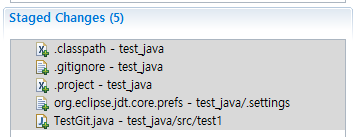 Staged Changes (5)
.classpath - test_java
.gitignore - test_java
.project - test_java
org.eclipse.jdt.core.prefs - test_java/.settings
TestGit.java - test_java/src/test1